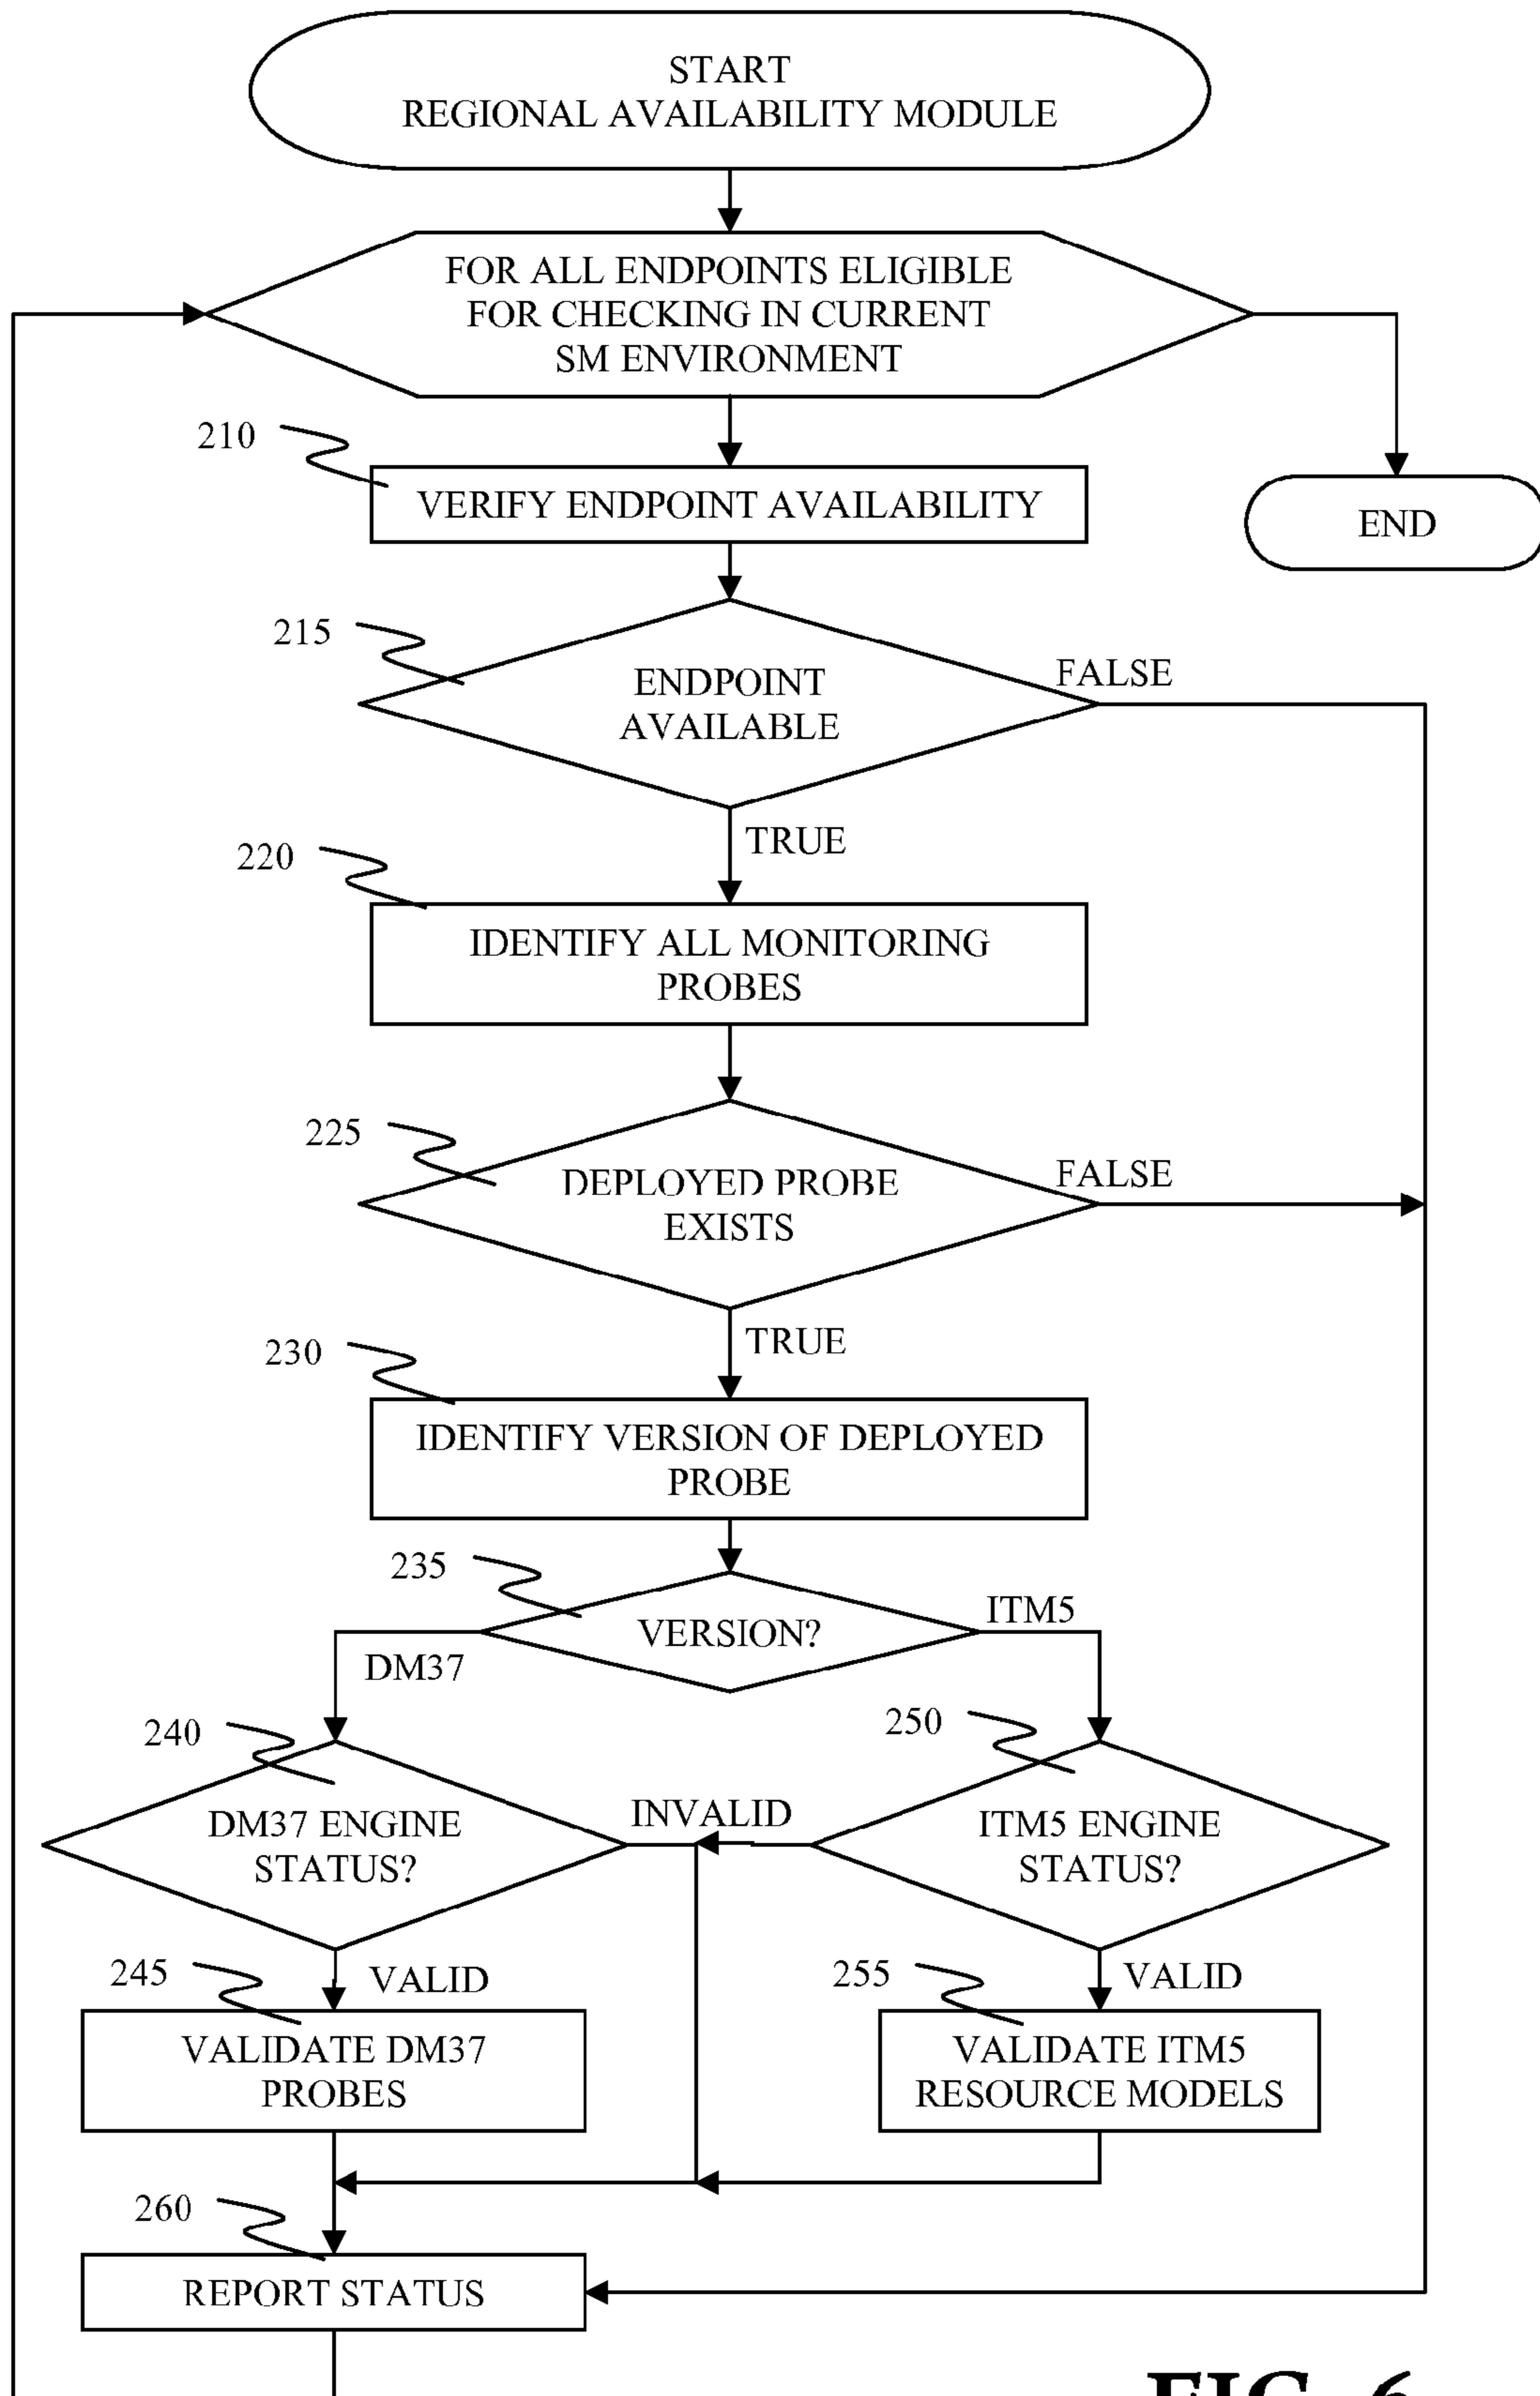 START
REGIONAL AVAILABILITY MODULE
FOR ALL ENDPOINTS ELIGIBLE
FOR CHECKING IN CURRENT
SM ENVIRONMENT
210
VERIFY ENDPOINT AVAILABILITY
END
215
ENDPOINT
AVAILABLE
FALSE
TRUE
220
IDENTIFY ALL MONITORING
PROBES
225
DEPLOYED PROBE
EXISTS
FALSE
TRUE
230
IDENTIFY VERSION OF DEPLOYED
PROBE
235
VERSION?
ITM5
DM37
240
250
DM37 ENGINE
STATUS?
INVALID
ITM5 ENGINE
STATUS?
245
VALID
255
VALID
VALIDATE DM37
PROBES
VALIDATE ITM5
RESOURCE MODELS
260
REPORT STATUS
FIG. 6